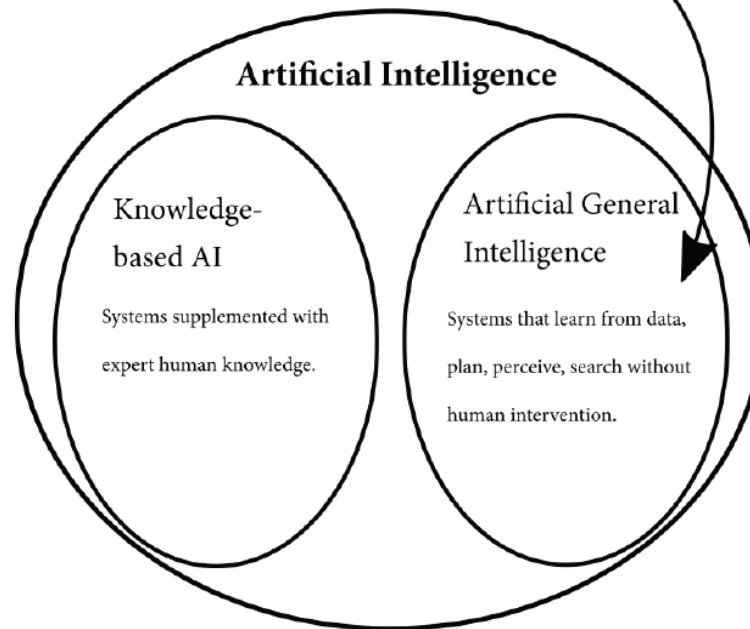 Artificial Intelligence
Knowledge-
based AI
Systems supplemented with
expert human knowledge.
Artificial General
Intelligence
Systems that learn from data,
plan, perceive, search without
human intervention.